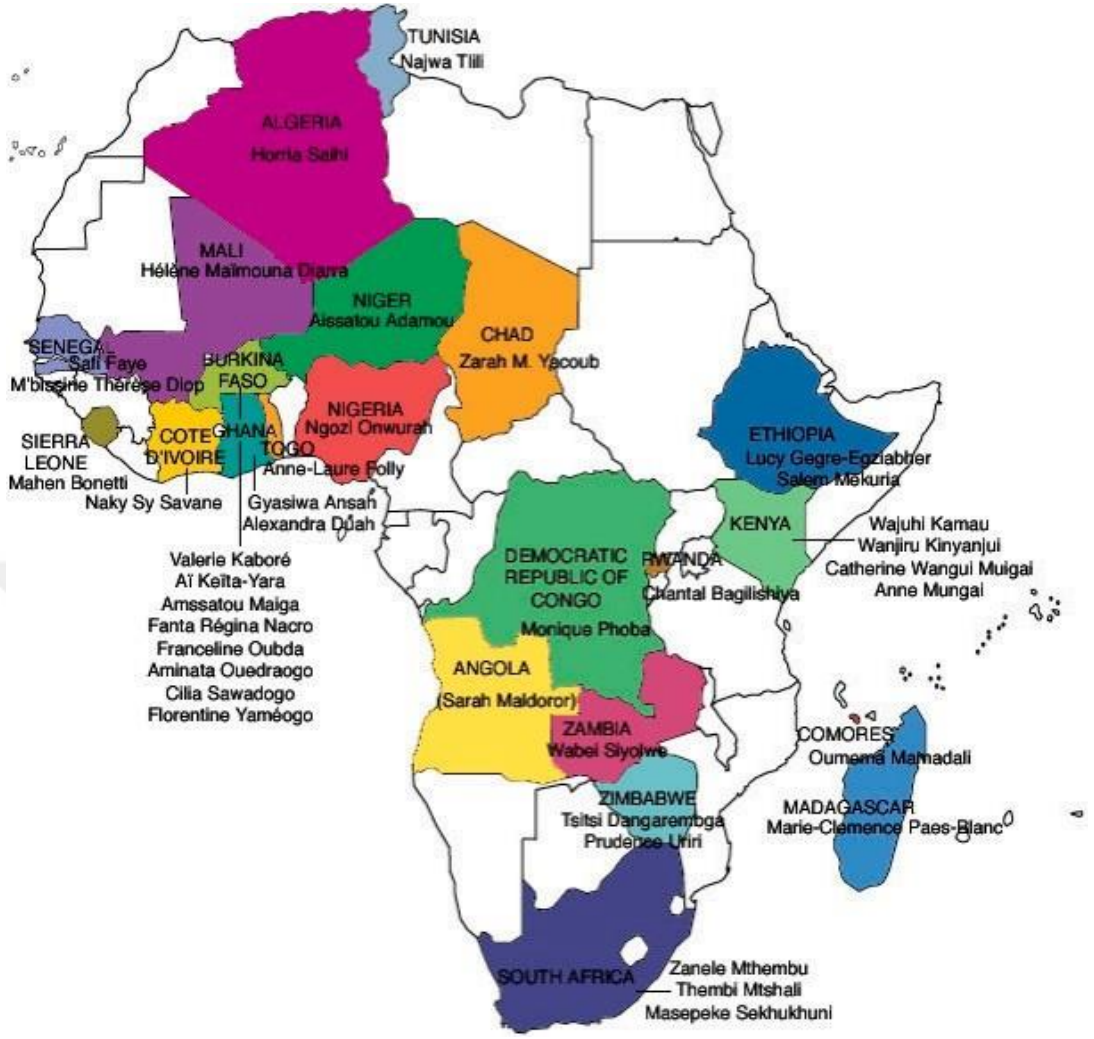 TUNISIA
Najwa Tlili
ALGERIA
Horria Saihi
MALI
Hélène Maïmouna Diarra
NIGER
Aissatou Adamou
CHAD
Zarah M. Yacoub
SENEGAL
Safi Faye
M'bissine Thérèse Diop
BURKINA
FASO
SIERRA
LEONE
Mahen Bonetti
COTE
D'IVOIRE
Naky Sy Savane
GHANA
TOGO
Anne-Laure Folly
Gyasiwa Ansah
Alexandra Duah
NIGERIA
Ngozi Onwurah
ETHIOPIA
Lucy Gegre-Egziabher
Salem Mekuria
Valerie Kaboré
Aï Keïta-Yara
Amssatou Maiga
Fanta Régina Nacro
Franceline Oubda
Aminata Ouedraogo
Cilia Sawadogo
Florentine Yaméogo
KENYA
Wajuhi Kamau
Wanjiru Kinyanjui
Catherine Wangui Muigai
Anne Mungai
DEMOCRATIC
REPUBLIC OF
CONGO
Monique Phoba
RWANDA
Chantal Bagilishiya
ANGOLA
(Sarah Maldoror)
ZAMBIA
Wabei Siyolwe
COMORES
Oumema Mamadali
ZIMBABWE
Tsitsi Dangarembga
Prudence Uriri
MADAGASCAR
Marie-Clemence Paes-Blanc
SOUTH AFRICA
Zanele Mthembu
Thembi Mtshali
Masepeke Sekhukhuni